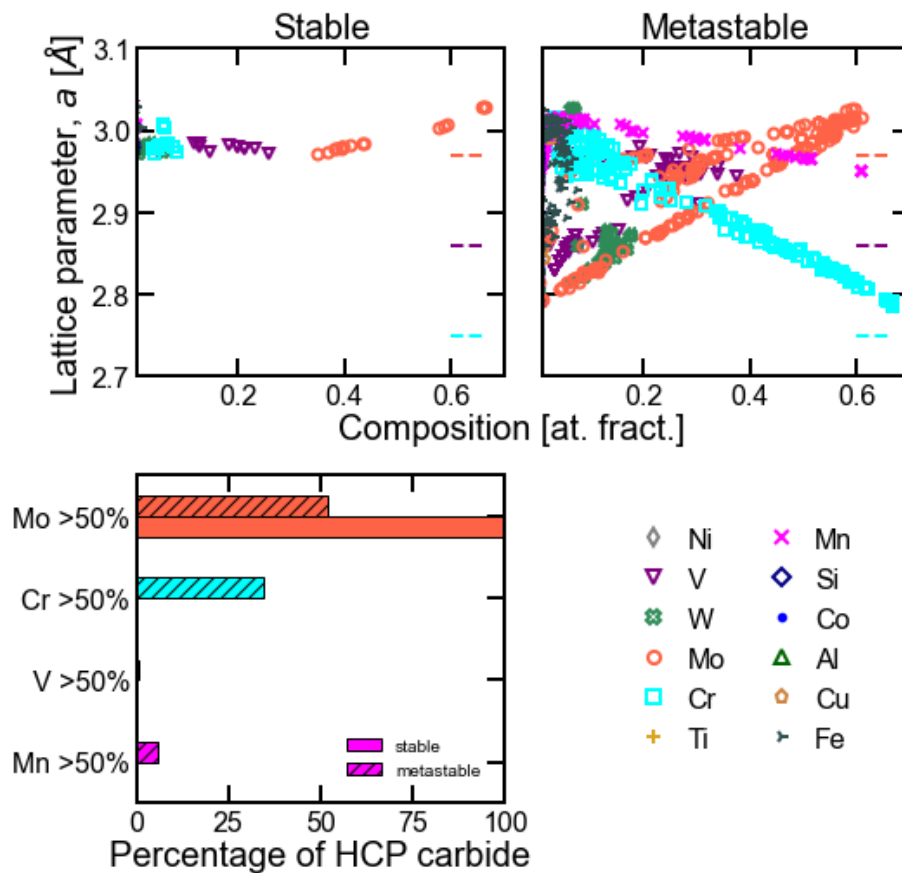 Stable Metastable
Lattice parameter, a [Å]
3.1
3.0
2.9
2.8
2.7
0.2 0.4 0.6 0.2 0.4 0.6
Composition [at. fract.]
Mo >50%
Cr >50%
V >50%
Mn >50%
stable
metastable
0 25 50 75 100
Percentage of HCP carbide
Ni Mn
V Si
W Co
Mo Al
Cr Cu
Ti Fe